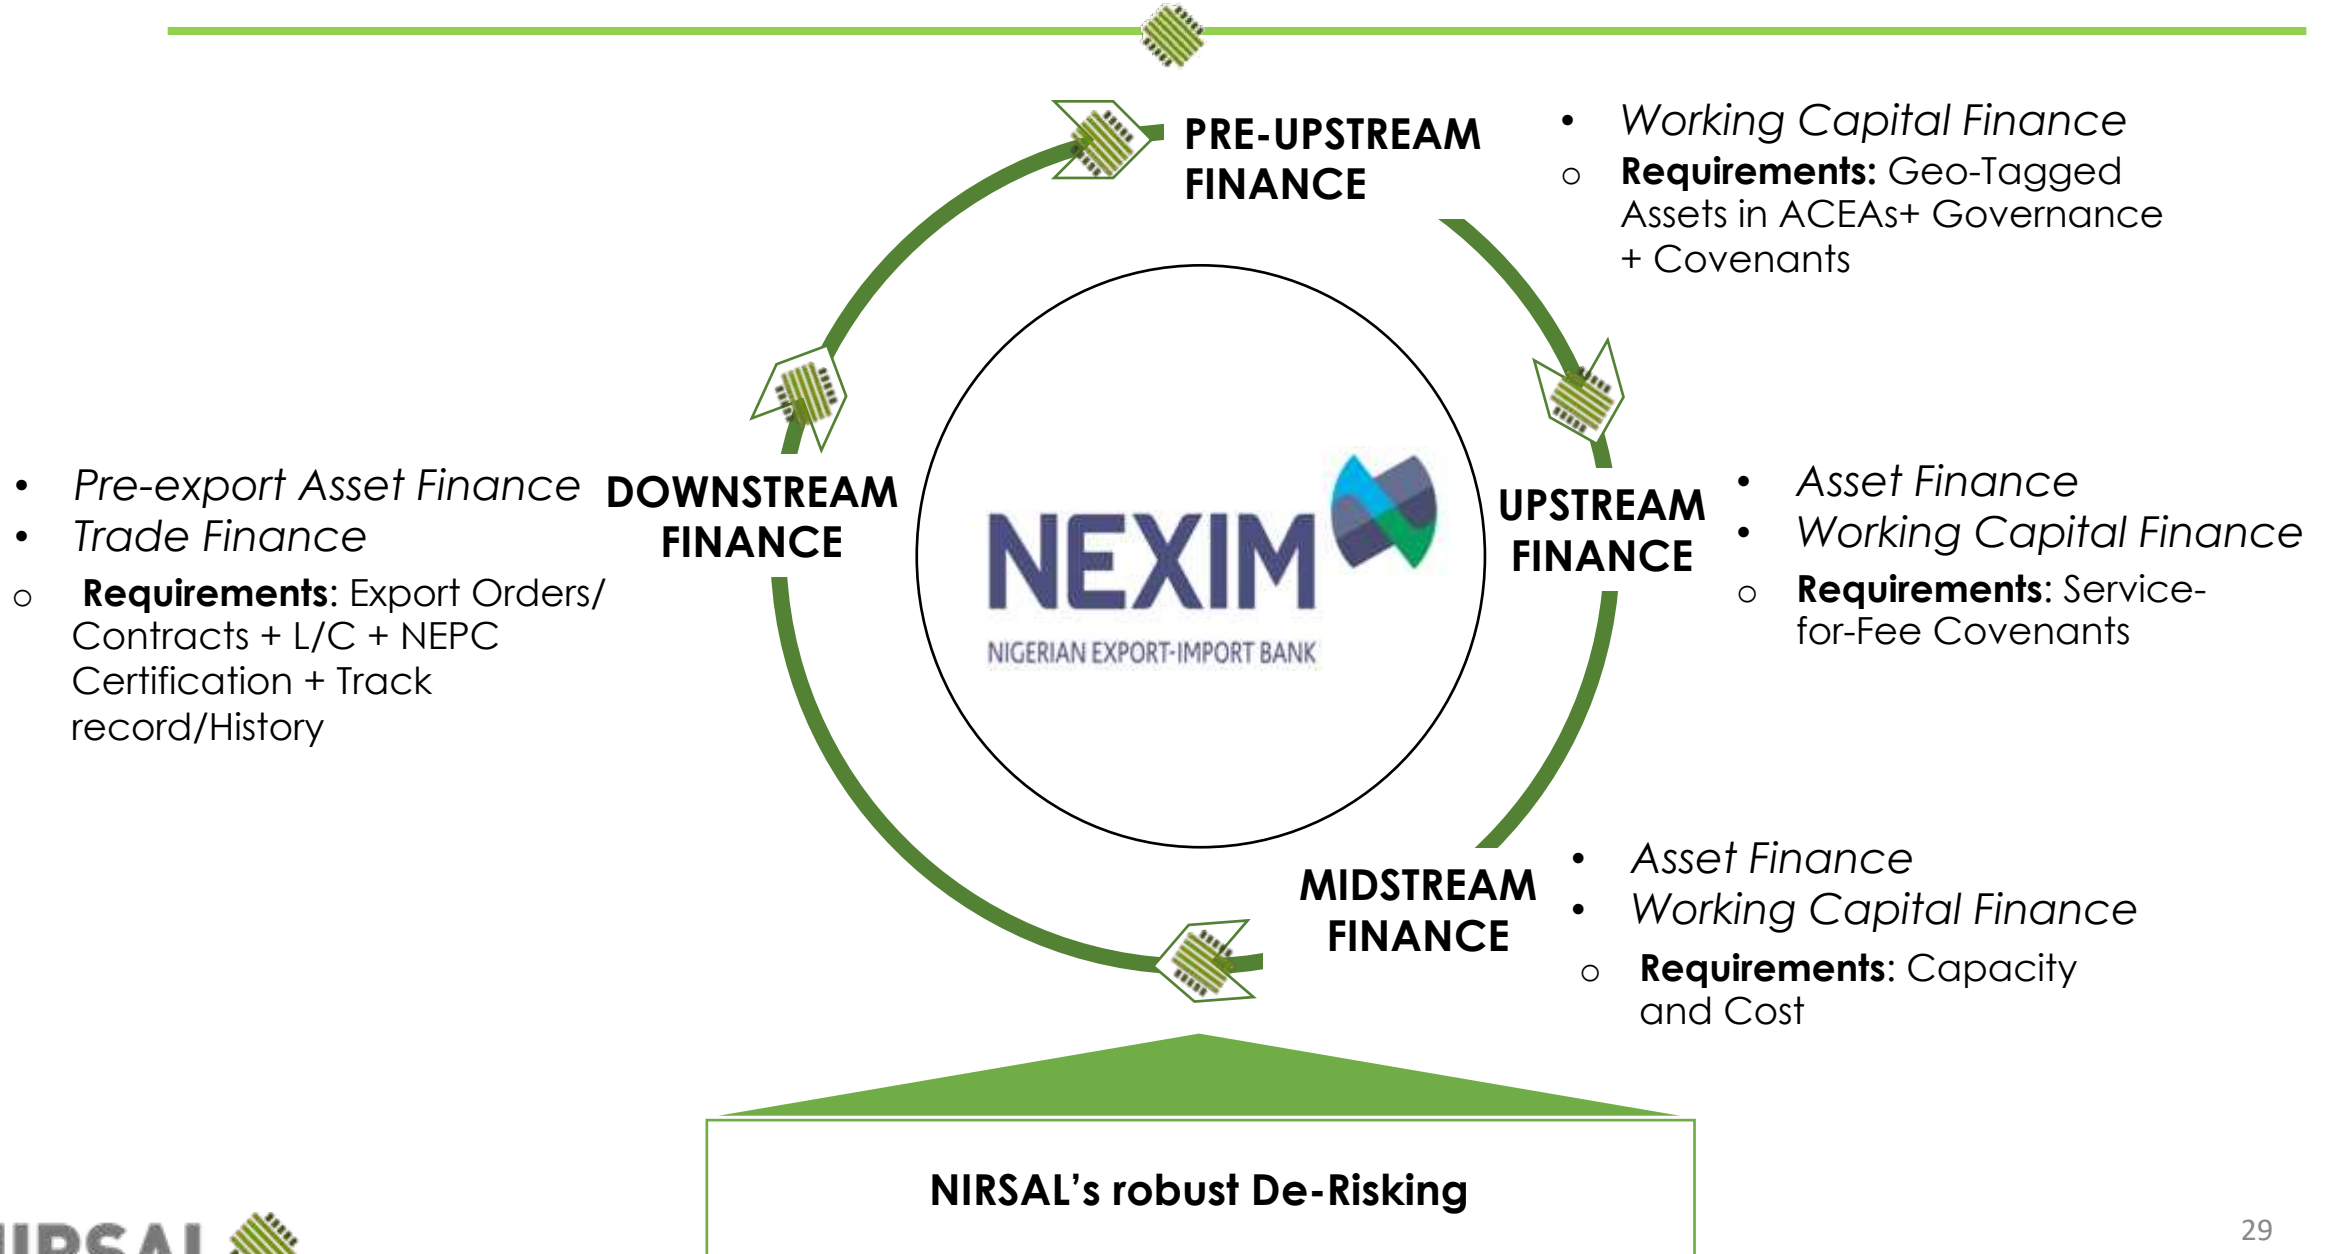 PRE-UPSTREAM
FINANCE
• Working Capital Finance
o Requirements: Geo-Tagged
Assets in ACEAs+ Governance
+ Covenants
UPSTREAM
FINANCE
• Asset Finance
• Working Capital Finance
o Requirements: Service-
for-Fee Covenants
MIDSTREAM
FINANCE
• Asset Finance
• Working Capital Finance
o Requirements: Capacity
and Cost
DOWNSTREAM
FINANCE
• Pre-export Asset Finance
• Trade Finance
o Requirements: Export Orders/
Contracts + L/C + NEPC
Certification + Track
record/History
NEXIM
NIGERIAN EXPORT-IMPORT BANK
NIRSAL’s robust De-Risking
NIRSAL
29